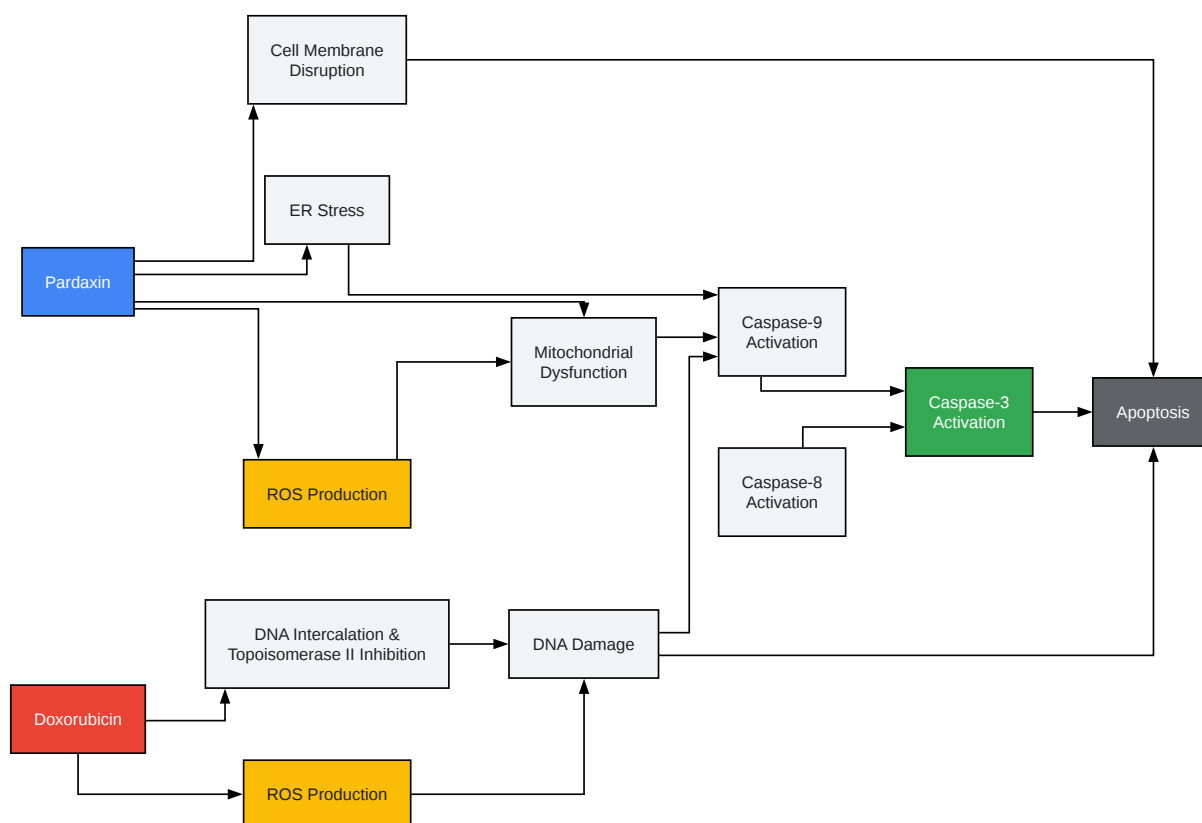 Cell Membrane
Disruption
ER Stress
Pardaxin
Mitochondrial
Dysfunction
Caspase-9
Activation
Caspase-3
Activation
Apoptosis
ROS Production
Caspase-8
Activation
DNA Intercalation &
Topoisomerase II Inhibition
DNA Damage
Doxorubicin
ROS Production